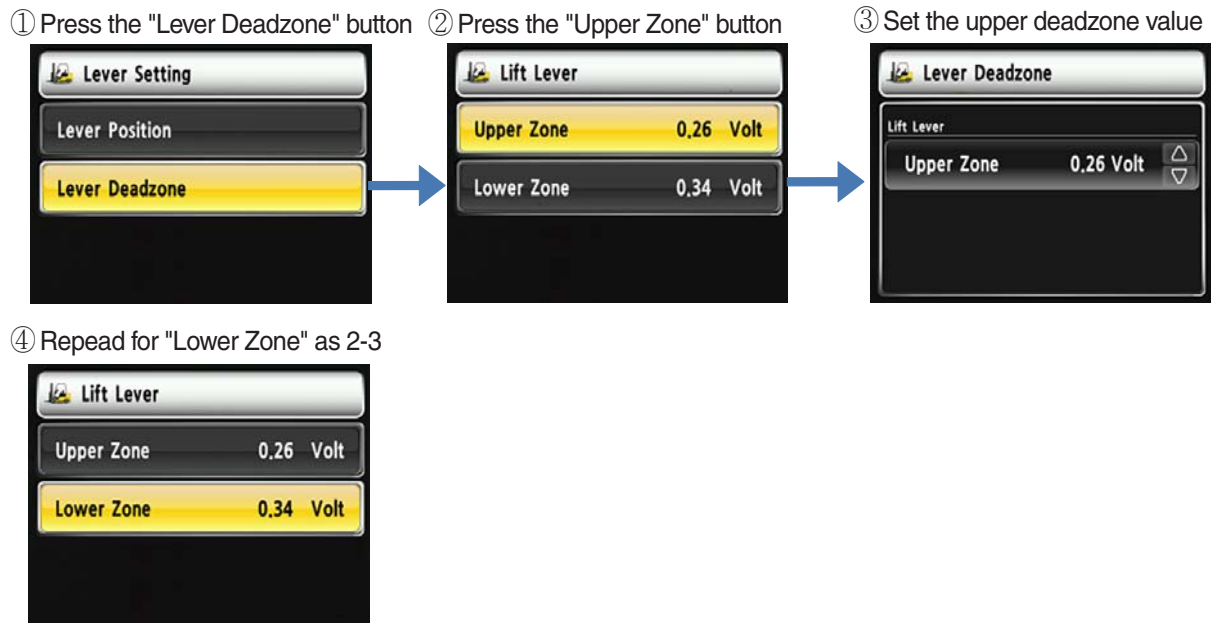 ① Press the "Lever Deadzone" button
Lever Setting
Lever Position
Lever Deadzone
② Press the "Upper Zone" button
Lift Lever
Upper Zone 0.26 Volt
Lower Zone 0.34 Volt
③ Set the upper deadzone value
Lever Deadzone
Lift Lever
Upper Zone 0.26 Volt
④ Repead for "Lower Zone" as 2-3
Lift Lever
Upper Zone 0.26 Volt
Lower Zone 0.34 Volt